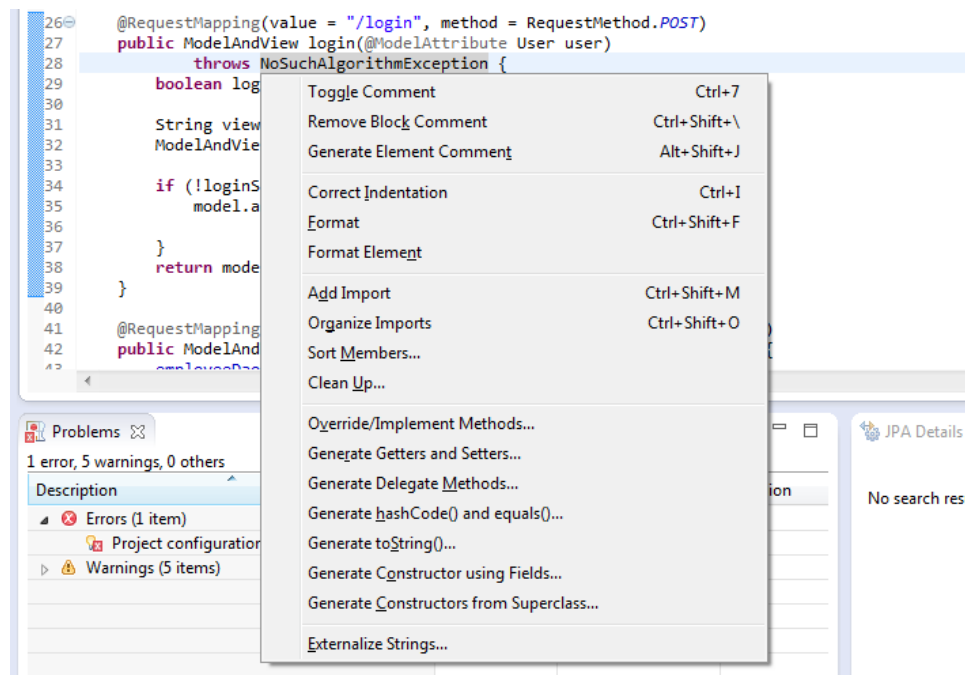 26 @RequestMapping(value = "/login", method = RequestMethod.POST)
27 public ModelAndView login(@ModelAttribute User user)
28 throws NoSuchAlgorithmException {
29 boolean log
30
31 String view
32 ModelAndVie
33
34 if (!loginS
35 model.a
36
37 }
38 return mode
39 }
40
41 @RequestMapping )
42 public ModelAnd {
43 employeeDao
Toggle Comment Ctrl+7
Remove Block Comment Ctrl+Shift+\
Generate Element Comment Alt+Shift+J
Correct Indentation Ctrl+I
Format Ctrl+Shift+F
Format Element
Add Import Ctrl+Shift+M
Organize Imports Ctrl+Shift+O
Sort Members...
Clean Up...
Override/Implement Methods...
Generate Getters and Setters...
Generate Delegate Methods...
Generate hashCode() and equals()...
Generate toString()...
Generate Constructor using Fields...
Generate Constructors from Superclass...
Externalize Strings...
Problems
1 error, 5 warnings, 0 others
Description ion
Errors (1 item)
Project configuration
Warnings (5 items)
JPA Details
No search res